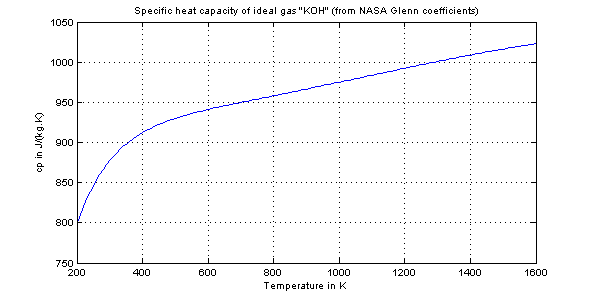 Specific heat capacity of ideal gas "KOH" (from NASA Glenn coefficients)
1050
1000
950
900
850
800
750
cp in J/(kg.K)
200 400 600 800 1000 1200 1400 1600
Temperature in K